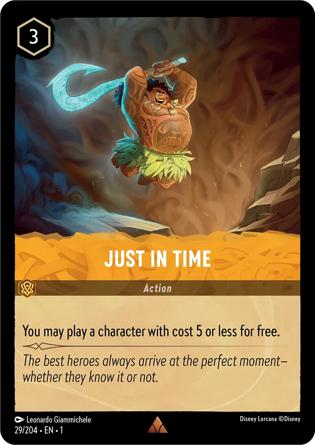 3
JUST IN TIME
Action
You may play a character with cost 5 or less for free.
The best heroes always arrive at the perfect moment—
whether they know it or not.
Leonardo Giammichele
29/204 • EN • 1
Disney Lorcana ©Disney